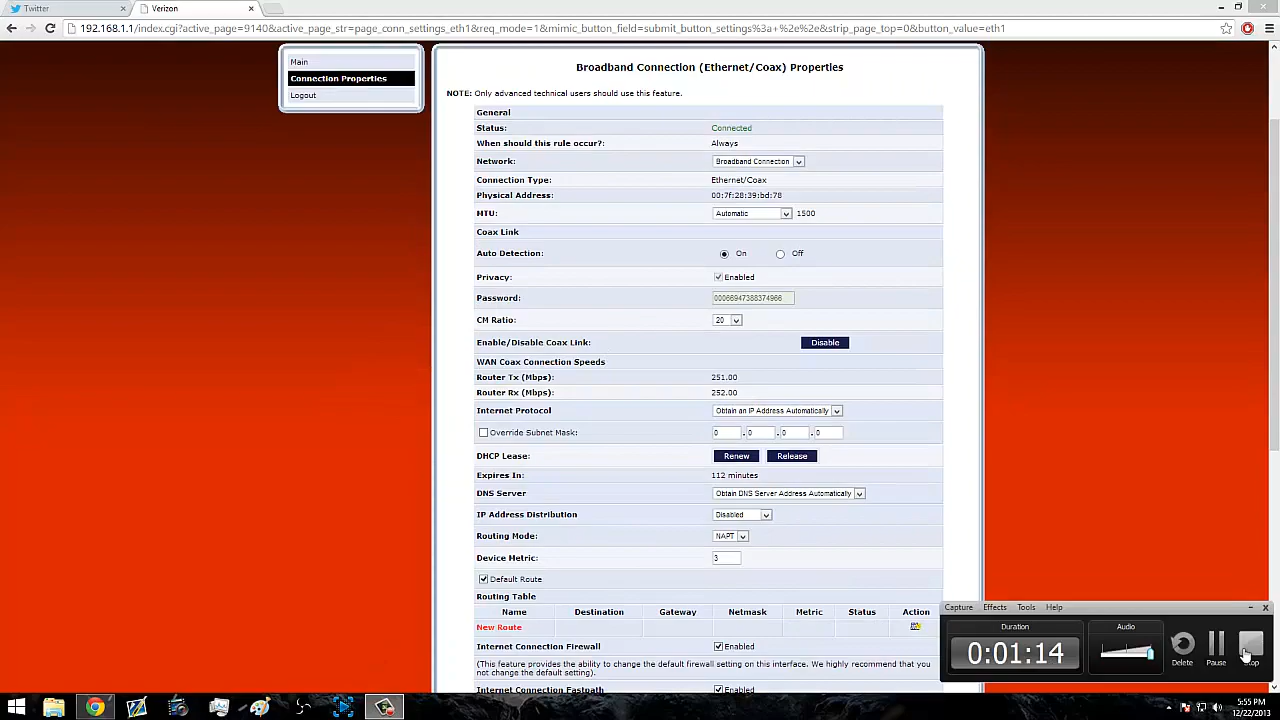 Twitter
Verizon
192.168.1.1/index.cgi?active_page=9140&active_page_str=page_conn_settings_eth1&req_mode=1&mimic_button_field=submit_button_settings%3a+%2e%2e&strip_page_top=0&button_value=eth1
Main
Connection Properties
Logout
Broadband Connection (Ethernet/Coax) Properties
NOTE: Only advanced technical users should use this feature.
General
Status: Connected
When should this rule occur?: Always
Network: Broadband Connection
Connection Type: Ethernet/Coax
Physical Address: 00:7f:28:39:bd:78
MTU: Automatic 1500
Coax Link
Auto Detection: On Off
Privacy: Enabled
Password: 00066947388374966
CM Ratio: 20
Enable/Disable Coax Link: Disable
WAN Coax Connection Speeds
Router Tx (Mbps): 251.00
Router Rx (Mbps): 252.00
Internet Protocol Obtain an IP Address Automatically
Override Subnet Mask: 0 . 0 . 0 . 0
DHCP Lease: Renew Release
Expires In: 112 minutes
DNS Server Obtain DNS Server Address Automatically
IP Address Distribution Disabled
Routing Mode: NAPT
Device Metric: 3
Default Route
Routing Table
Name Destination Gateway Netmask Metric Status Action
New Route
Internet Connection Firewall Enabled
(This feature provides the ability to change the default firewall setting on this interface. We highly recommend that you
not change the default setting).
Internet Connection Fastpath Enabled
Capture Effects Tools Help
Duration
0:01:14
Audio
Delete Pause Stop
5:55 PM
12/22/2013